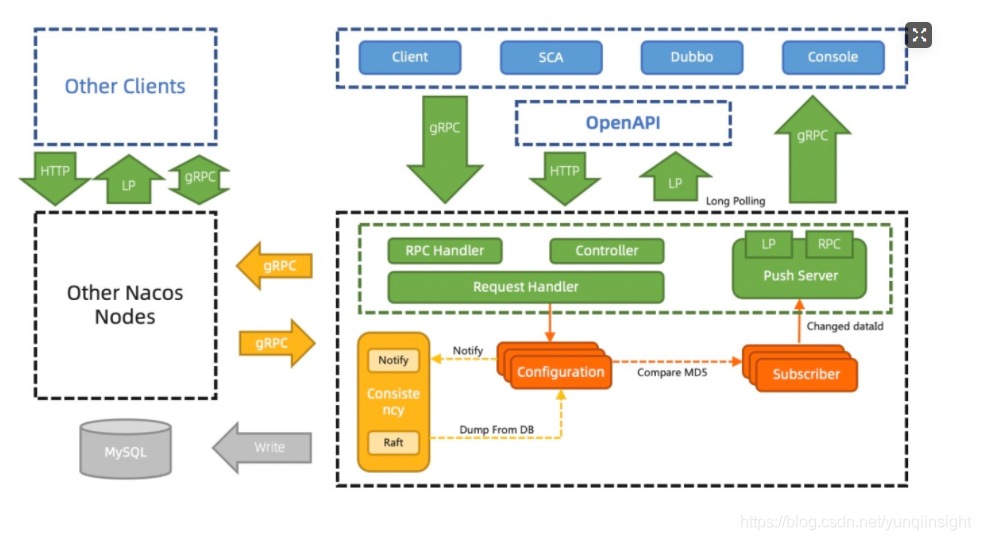 Other Clients
Client
SCA
Dubbo
Console
OpenAPI
HTTP
LP
gRPC
gRPC
HTTP
LP
Long Polling
gRPC
Other Nacos
Nodes
gRPC
gRPC
RPC Handler
Controller
Request Handler
LP
RPC
Push Server
Changed dataId
Notify
Consiste
ncy
Raft
Notify
Configuration
Compare MD5
Subscriber
Dump From DB
MySQL
Write
https://blog.csdn.net/yunqiinsight